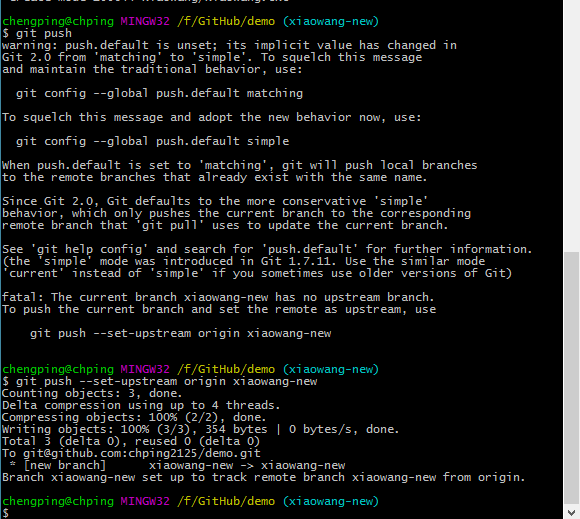 chengping@chping MINGW32 /f/GitHub/demo (xiaowang-new)
$ git push
warning: push.default is unset; its implicit value has changed in
Git 2.0 from 'matching' to 'simple'. To squelch this message
and maintain the traditional behavior, use:
git config --global push.default matching
To squelch this message and adopt the new behavior now, use:
git config --global push.default simple
When push.default is set to 'matching', git will push local branches
to the remote branches that already exist with the same name.
Since Git 2.0, Git defaults to the more conservative 'simple'
behavior, which only pushes the current branch to the corresponding
remote branch that 'git pull' uses to update the current branch.
See 'git help config' and search for 'push.default' for further information.
(the 'simple' mode was introduced in Git 1.7.11. Use the similar mode
'current' instead of 'simple' if you sometimes use older versions of Git)
fatal: The current branch xiaowang-new has no upstream branch.
To push the current branch and set the remote as upstream, use
git push --set-upstream origin xiaowang-new
chengping@chping MINGW32 /f/GitHub/demo (xiaowang-new)
$ git push --set-upstream origin xiaowang-new
Counting objects: 3, done.
Delta compression using up to 4 threads.
Compressing objects: 100% (2/2), done.
Writing objects: 100% (3/3), 354 bytes | 0 bytes/s, done.
Total 3 (delta 0), reused 0 (delta 0)
To git@github.com:chping2125/demo.git
* [new branch] xiaowang-new -> xiaowang-new
Branch xiaowang-new set up to track remote branch xiaowang-new from origin.
chengping@chping MINGW32 /f/GitHub/demo (xiaowang-new)
$